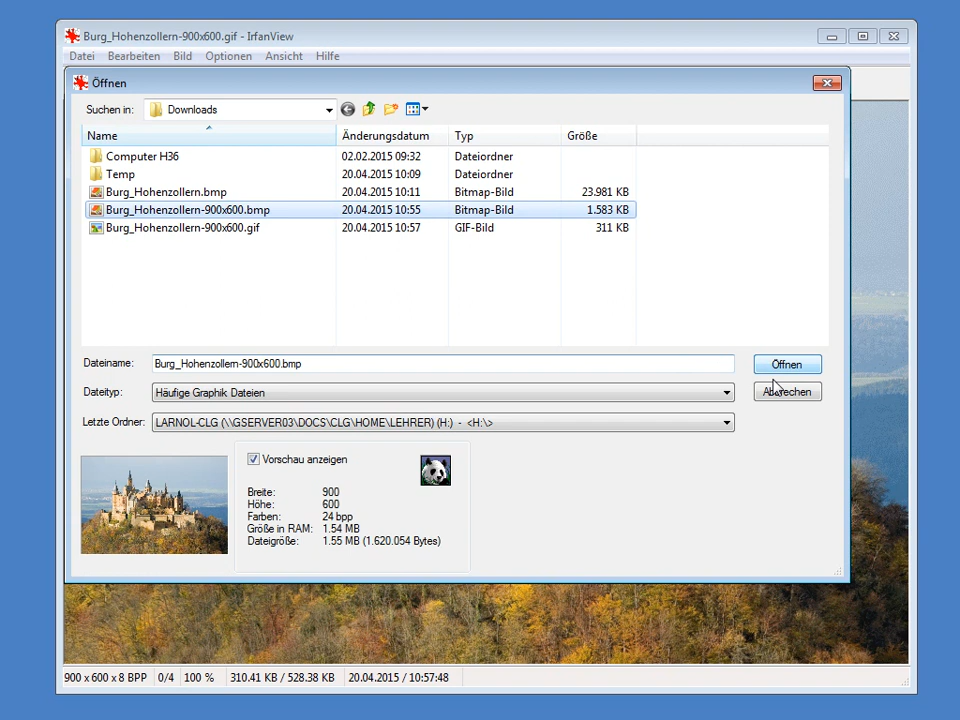 Burg_Hohenzollern-900x600.gif - IrfanView
Datei Bearbeiten Bild Optionen Ansicht Hilfe
Öffnen
Suchen in: Downloads
Name Änderungsdatum Typ Größe
Computer H36 02.02.2015 09:32 Dateiordner
Temp 20.04.2015 10:09 Dateiordner
Burg_Hohenzollern.bmp 20.04.2015 10:11 Bitmap-Bild 23.981 KB
Burg_Hohenzollern-900x600.bmp 20.04.2015 10:55 Bitmap-Bild 1.583 KB
Burg_Hohenzollern-900x600.gif 20.04.2015 10:57 GIF-Bild 311 KB
Dateiname: Burg_Hohenzollern-900x600.bmp Öffnen
Dateityp: Häufige Graphik Dateien Abbrechen
Letzte Ordner: LARNOL-CLG (\\GSERVER03\DOCS\CLG\HOME\LEHRER) (H:) - <H:\>
Vorschau anzeigen
Breite: 900
Höhe: 600
Farben: 24 bpp
Größe in RAM: 1.54 MB
Dateigröße: 1.55 MB (1.620.054 Bytes)
900 x 600 x 8 BPP 0/4 100 % 310.41 KB / 528.38 KB 20.04.2015 / 10:57:48